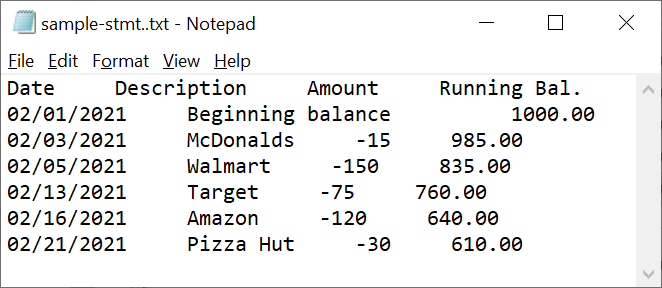 sample-stmt..txt - Notepad
File Edit Format View Help
Date Description Amount Running Bal.
02/01/2021 Beginning balance 1000.00
02/03/2021 McDonalds -15 985.00
02/05/2021 Walmart -150 835.00
02/13/2021 Target -75 760.00
02/16/2021 Amazon -120 640.00
02/21/2021 Pizza Hut -30 610.00